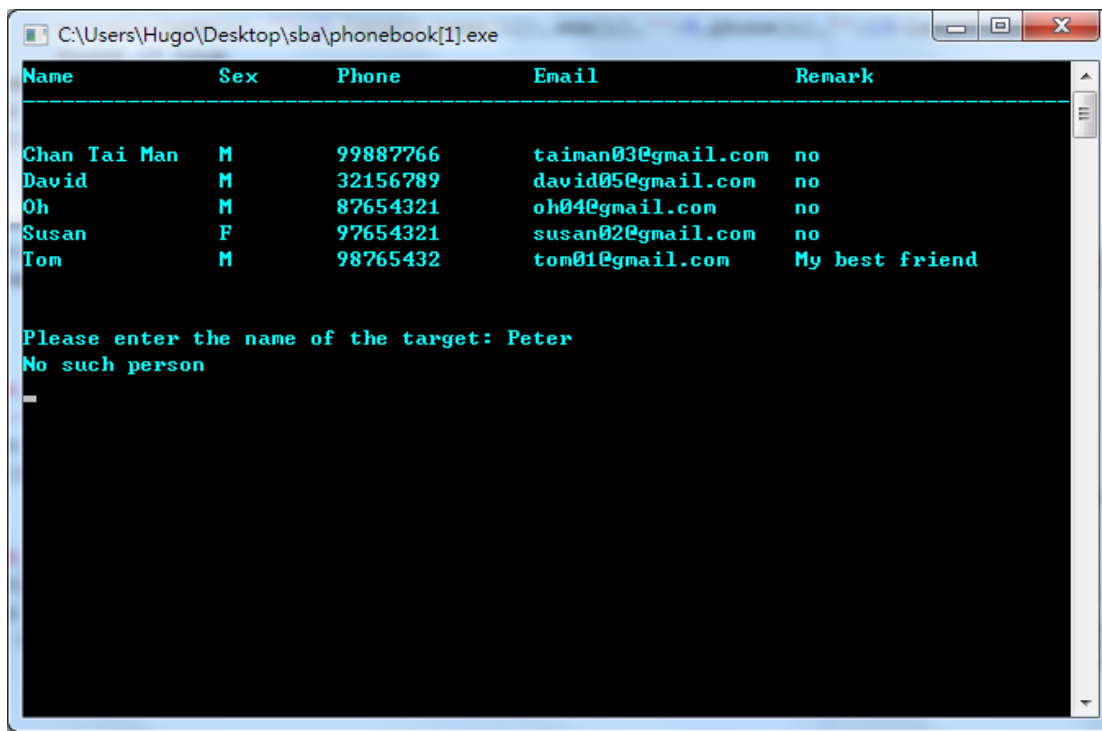 C:\Users\Hugo\Desktop\sba\phonebook[1].exe
Name Sex Phone Email Remark
Chan Tai Man M 99887766 taiman03@gmail.com no
David M 32156789 david05@gmail.com no
Oh M 87654321 oh04@gmail.com no
Susan F 97654321 susan02@gmail.com no
Tom M 98765432 tom01@gmail.com My best friend
Please enter the name of the target: Peter
No such person